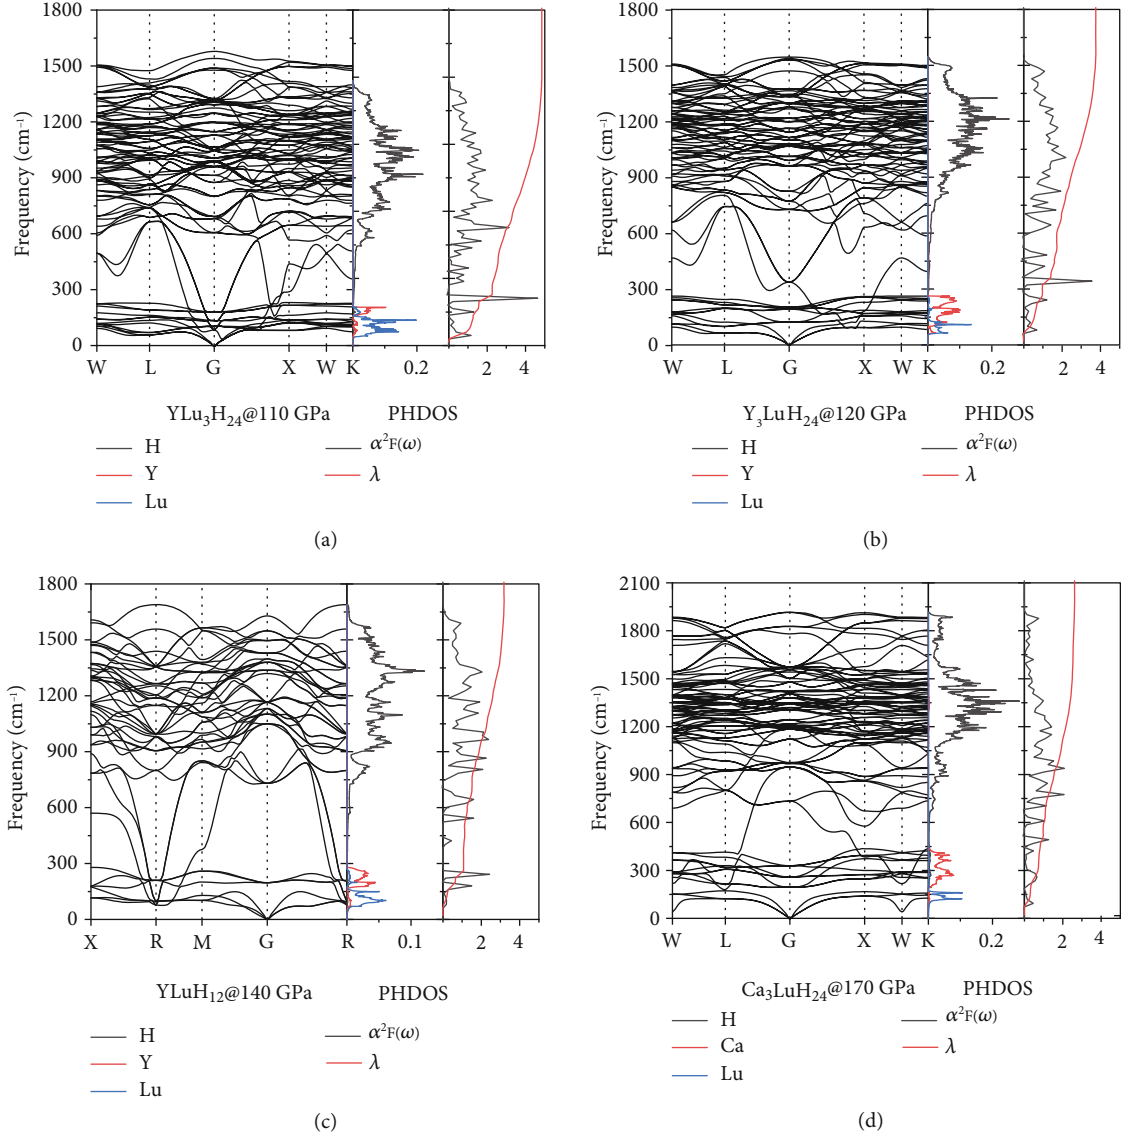 1800
1500
1200
900
600
300
0
Frequency (cm⁻¹)
W L G X W K 0.2 2 4
YLu₃H₂₄@110 GPa PHDOS
H α²F(ω)
Y λ
Lu
(a)
1800
1500
1200
900
600
300
0
Frequency (cm⁻¹)
W L G X W K 0.2 2 4
Y₃LuH₂₄@120 GPa PHDOS
H α²F(ω)
Y λ
Lu
(b)
1800
1500
1200
900
600
300
0
Frequency (cm⁻¹)
X R M G R 0.1 2 4
YLuH₁₂@140 GPa PHDOS
H α²F(ω)
Y λ
Lu
(c)
2100
1800
1500
1200
900
600
300
0
Frequency (cm⁻¹)
W L G X W K 0.2 2 4
Ca₃LuH₂₄@170 GPa PHDOS
H α²F(ω)
Ca λ
Lu
(d)